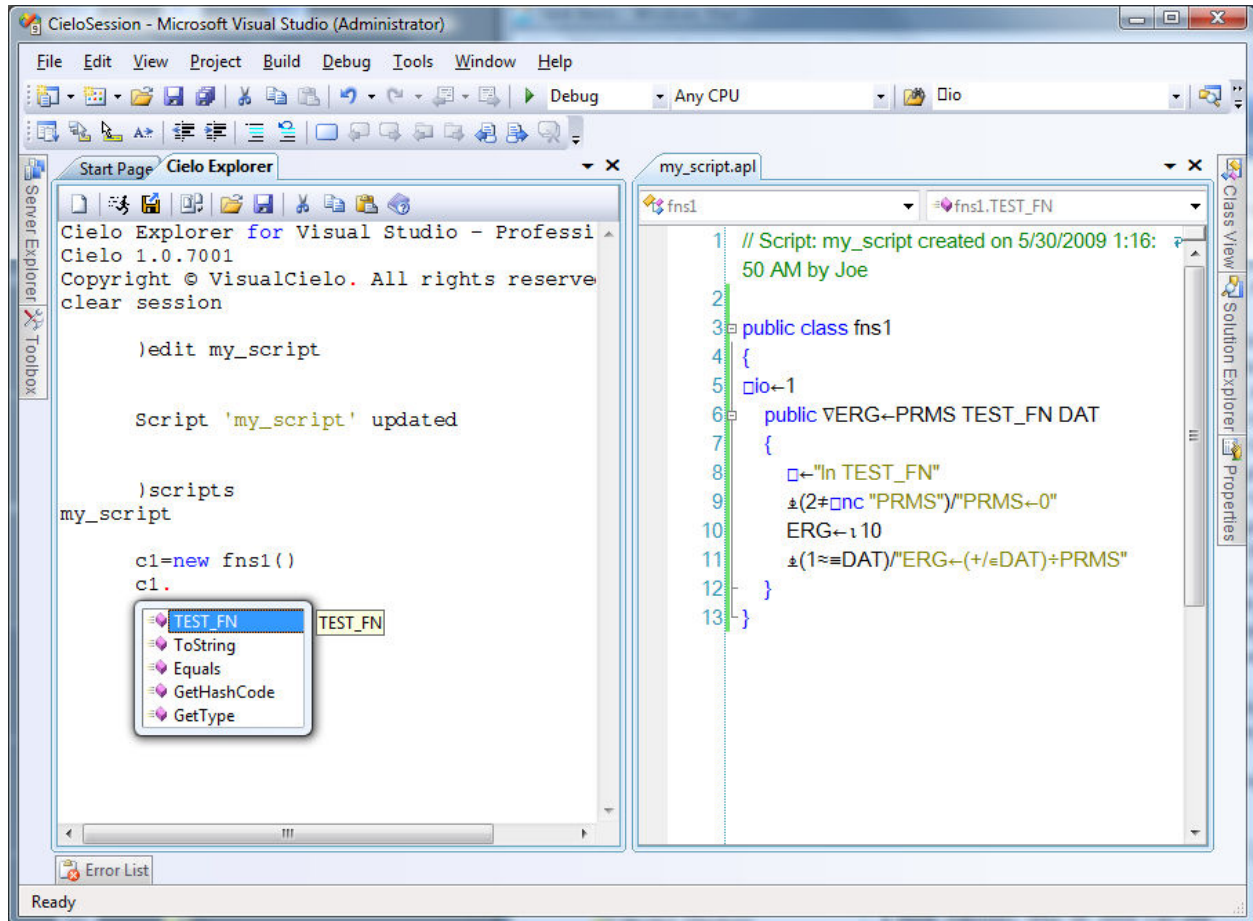 CieloSession - Microsoft Visual Studio (Administrator)
File Edit View Project Build Debug Tools Window Help
Debug Any CPU ⎕io
Server Explorer
Toolbox
Start Page Cielo Explorer
Cielo Explorer for Visual Studio - Professi
Cielo 1.0.7001
Copyright © VisualCielo. All rights reserve
clear session
)edit my_script
Script 'my_script' updated
)scripts
my_script
c1=new fns1()
c1.
TEST_FN TEST_FN
ToString
Equals
GetHashCode
GetType
my_script.apl
fns1 fns1.TEST_FN
1 // Script: my_script created on 5/30/2009 1:16:
50 AM by Joe
2
3 public class fns1
4 {
5 ⎕io←1
6 public ∇ERG←PRMS TEST_FN DAT
7 {
8 ⎕←"In TEST_FN"
9 ⍎(2≠⎕nc "PRMS")/"PRMS←0"
10 ERG←⍳10
11 ⍎(1≈≡DAT)/"ERG←(+/∊DAT)÷PRMS"
12 }
13 }
Class View
Solution Explorer
Properties
Error List
Ready